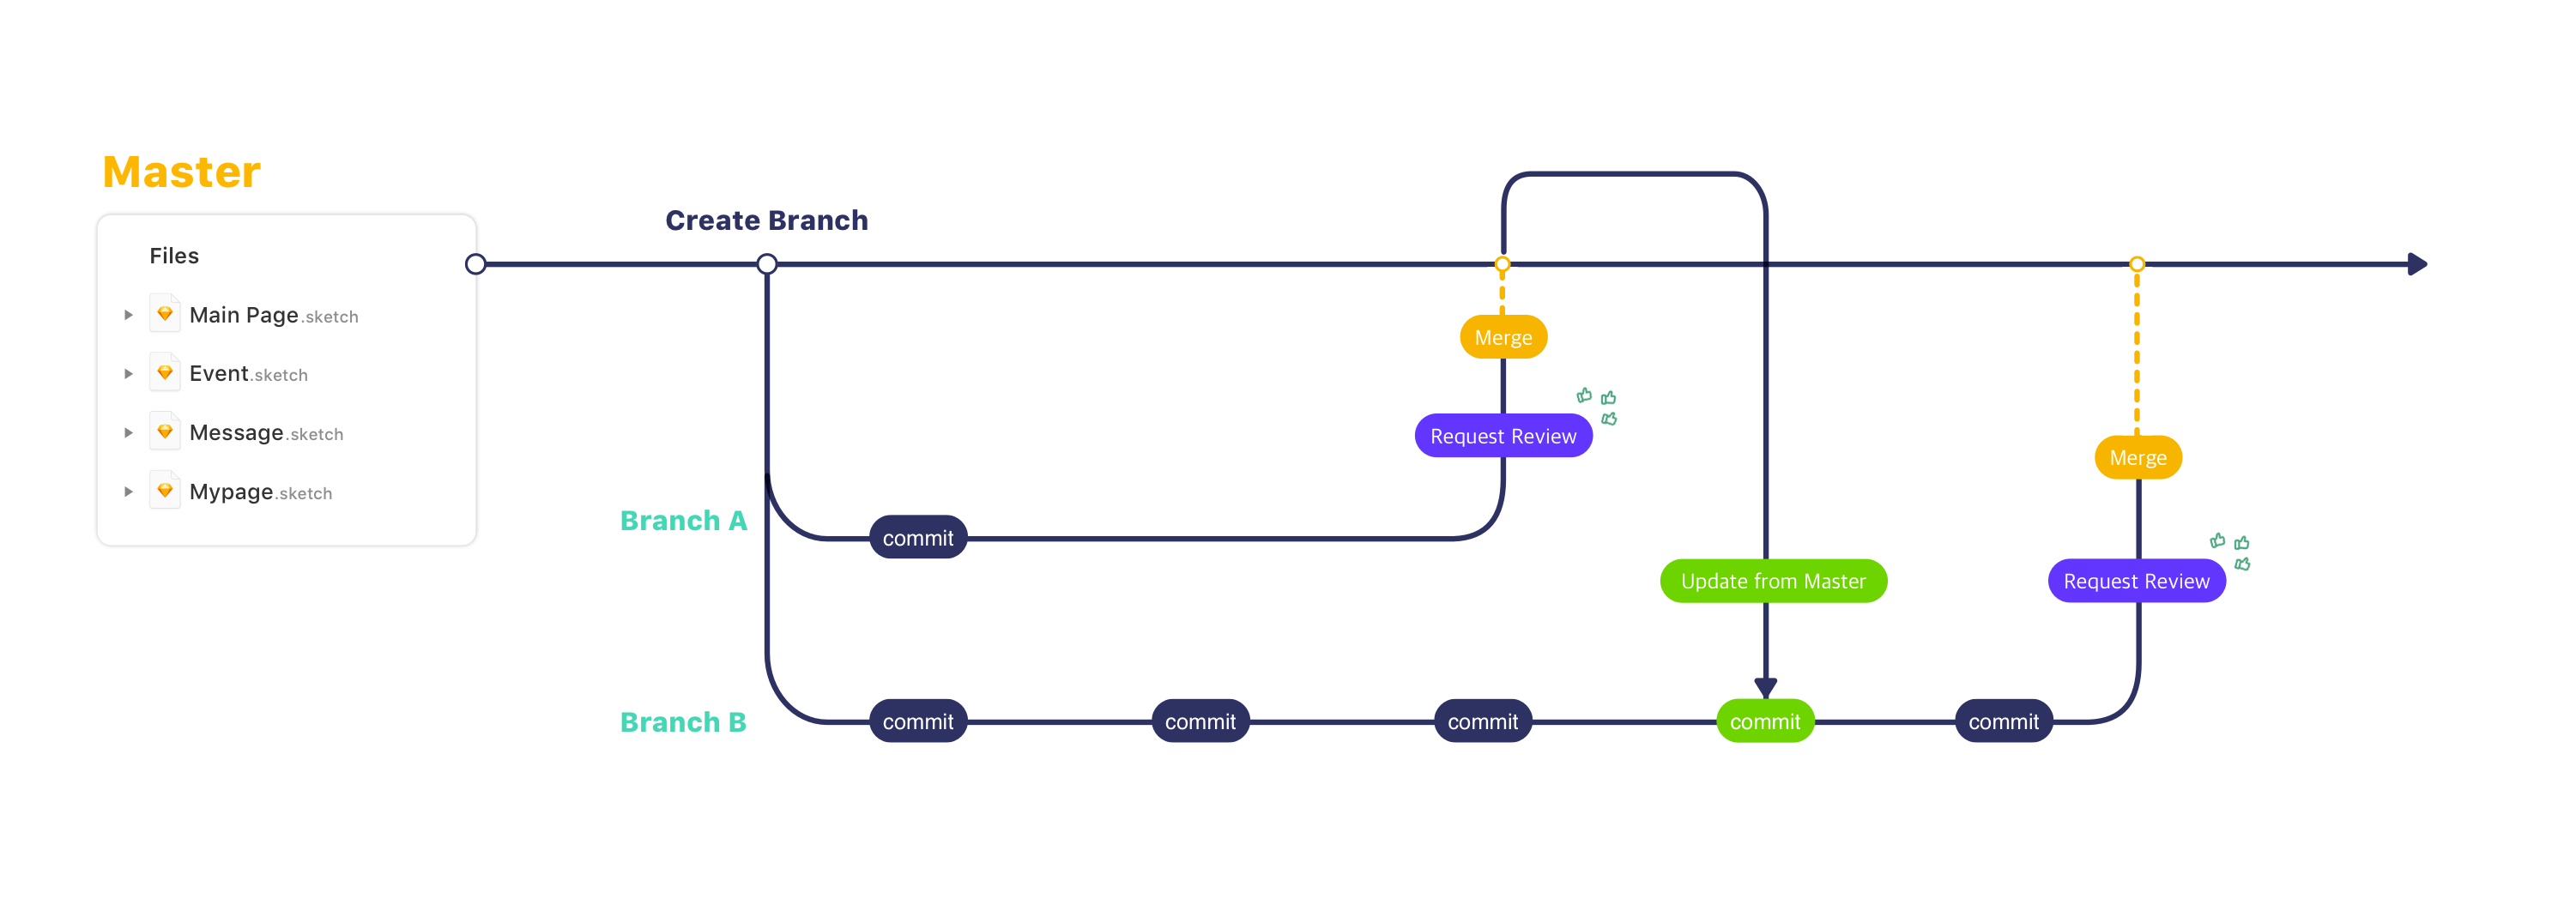 Master
Files
Main Page.sketch
Event.sketch
Message.sketch
Mypage.sketch
Create Branch
Merge
Request Review
Branch A
commit
Update from Master
Merge
Request Review
Branch B
commit
commit
commit
commit
commit